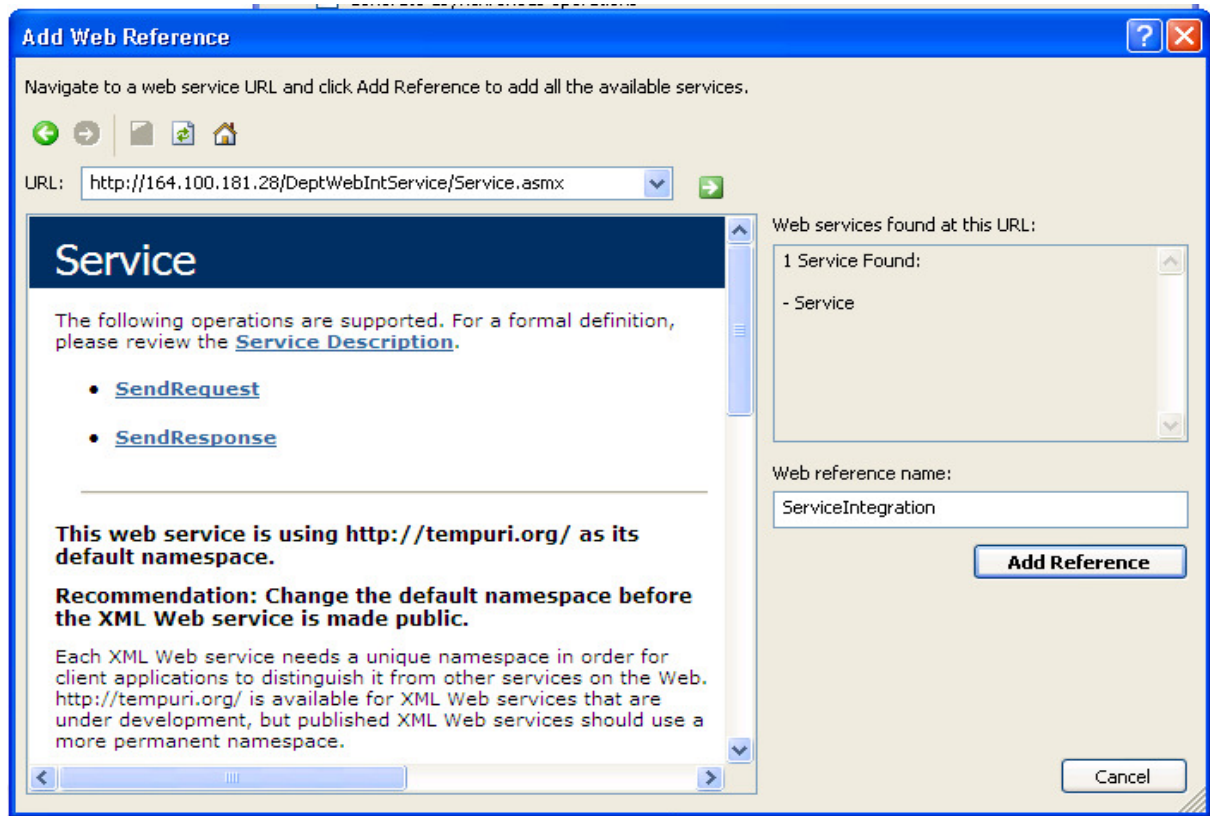 Generate asynchronous operations
Add Web Reference
Navigate to a web service URL and click Add Reference to add all the available services.
URL: http://164.100.181.28/DeptWebIntService/Service.asmx
Service
The following operations are supported. For a formal definition,
please review the Service Description.
• SendRequest
• SendResponse
This web service is using http://tempuri.org/ as its
default namespace.
Recommendation: Change the default namespace before
the XML Web service is made public.
Each XML Web service needs a unique namespace in order for
client applications to distinguish it from other services on the Web.
http://tempuri.org/ is available for XML Web services that are
under development, but published XML Web services should use a
more permanent namespace.
Web services found at this URL:
1 Service Found:
- Service
Web reference name:
ServiceIntegration
Add Reference
Cancel